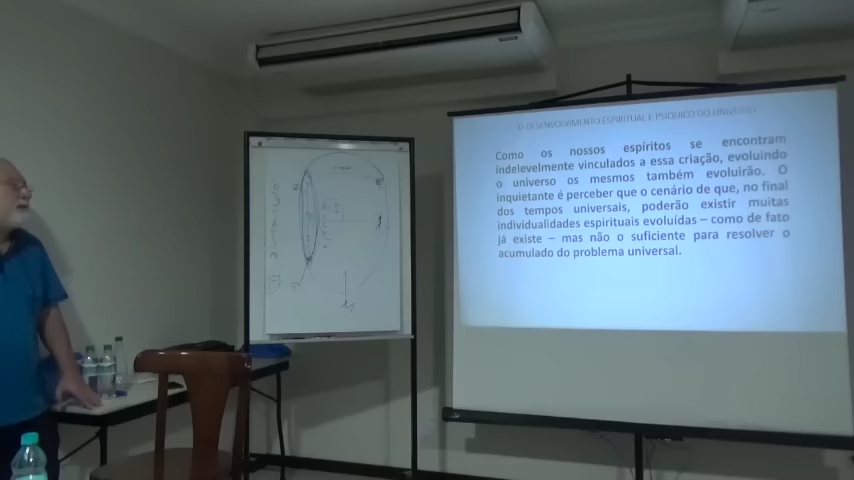 O DESENVOLVIMENTO ESPIRITUAL E PSÍQUICO DO UNIVERSO
Como os nossos espíritos se encontram
indelevelmente vinculados a essa criação, evoluindo
o universo os mesmos também evoluirão. O
inquietante é perceber que o cenário de que, no final
dos tempos universais, poderão existir muitas
individualidades espirituais evoluídas – como de fato
já existe – mas não o suficiente para resolver o
acumulado do problema universal.